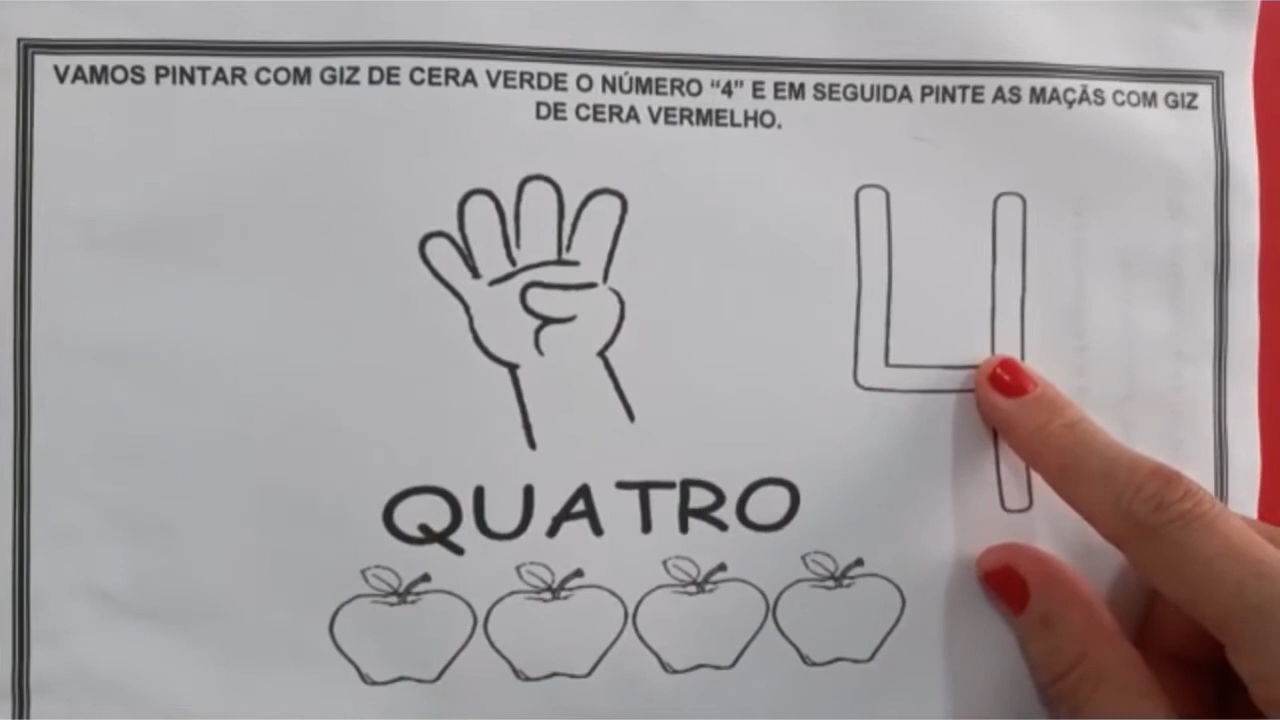 VAMOS PINTAR COM GIZ DE CERA VERDE O NÚMERO “4” E EM SEGUIDA PINTE AS MAÇÃS COM GIZ
DE CERA VERMELHO.
4
QUATRO